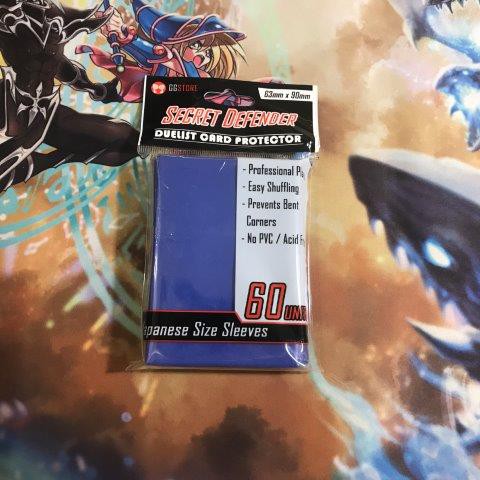 GGSTORE
63mm x 90mm
SECRET DEFENDER
DUELIST CARD PROTECTOR
- Professional
- Easy Shuffling
- Prevents Bent
Corners
- No PVC / Acid
60
Size Sleeves